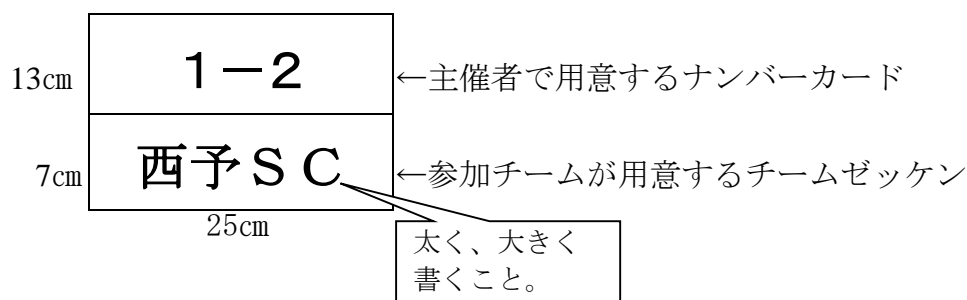 １－２
13cm
←主催者で用意するナンバーカード
西予ＳＣ
7cm
←参加チームが用意するチームゼッケン
25cm
太く、大きく
書くこと。